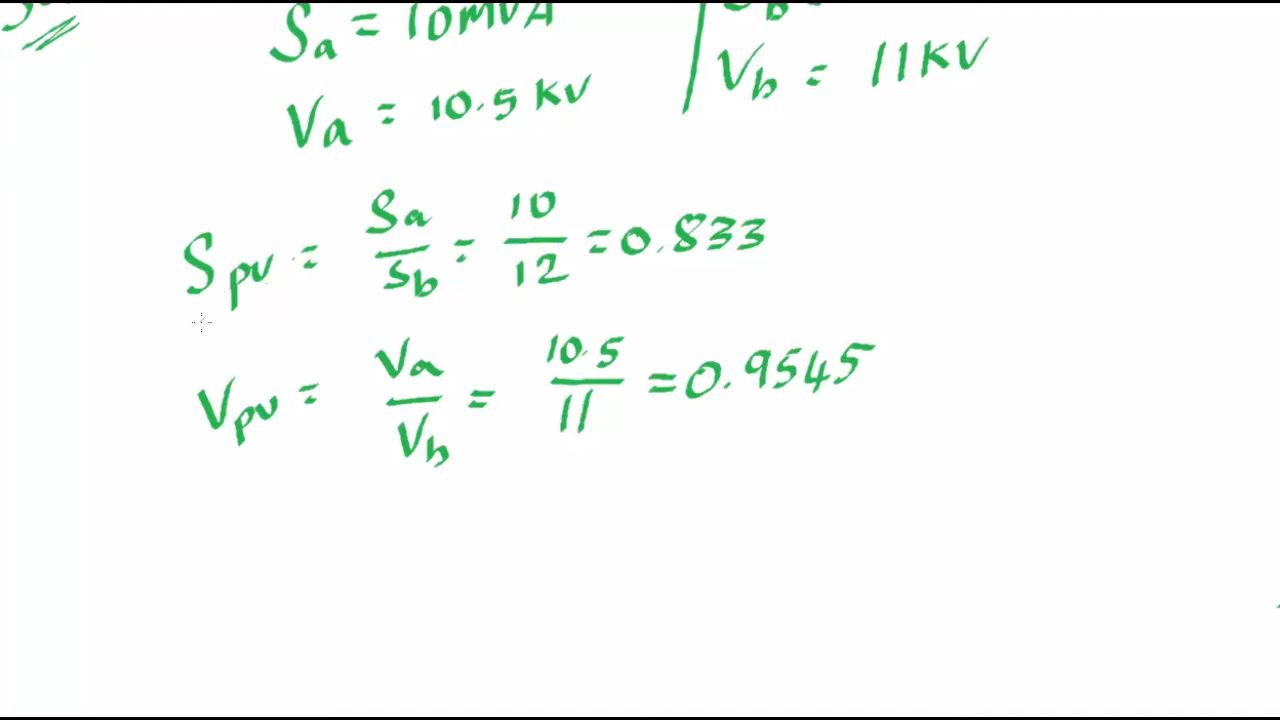 Sa = 10MVA
Vb = 11KV
Va = 10.5 KV
Spu = Sa/Sb = 10/12 = 0.833
Vpu = Va/Vb = 10.5/11 = 0.9545